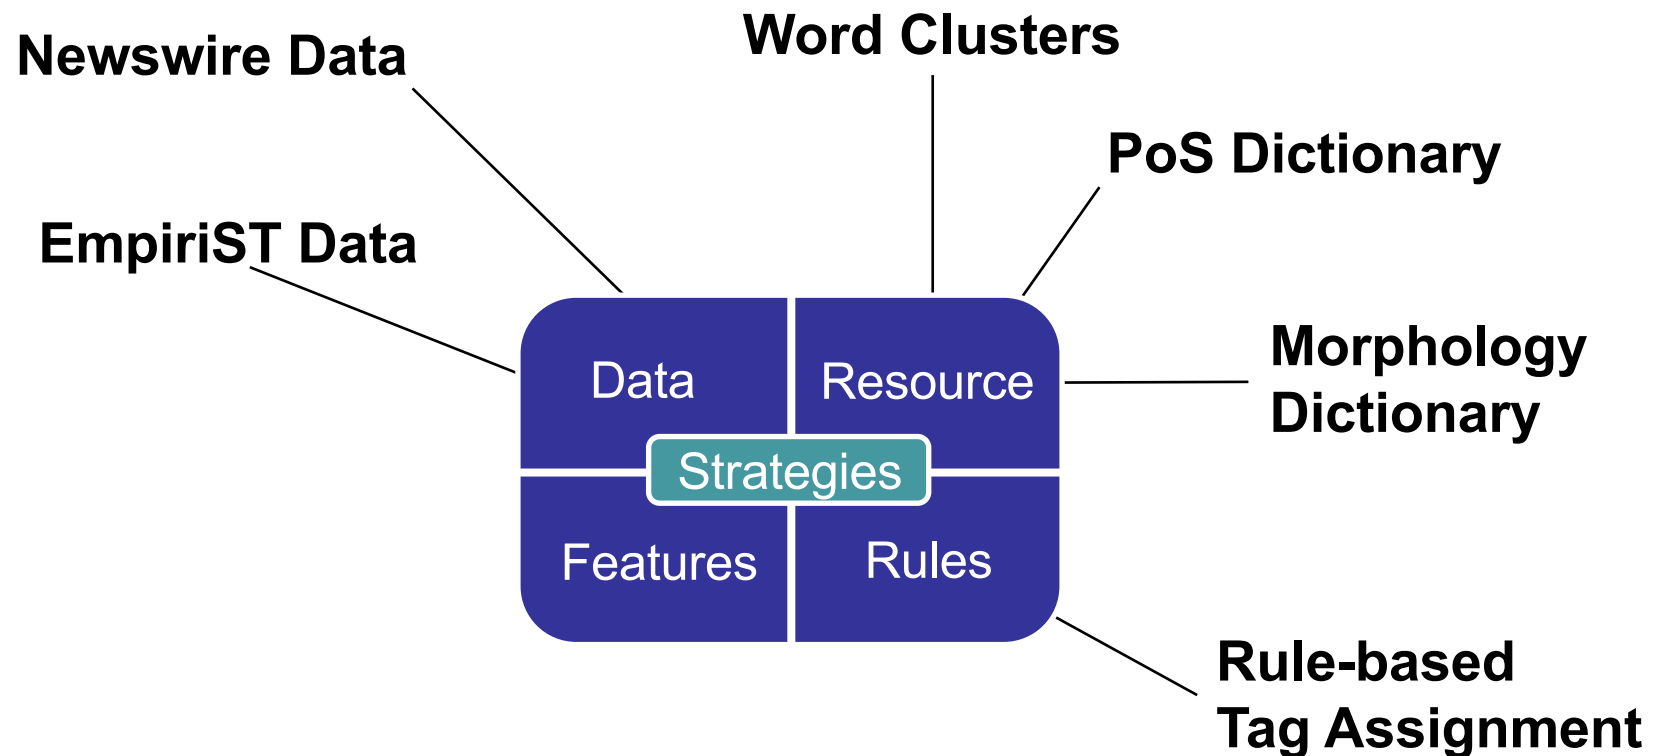 Word Clusters
Newswire Data
PoS Dictionary
EmpiriST Data
Morphology
Dictionary
Data
Resource
Strategies
Features
Rules
Rule-based
Tag Assignment